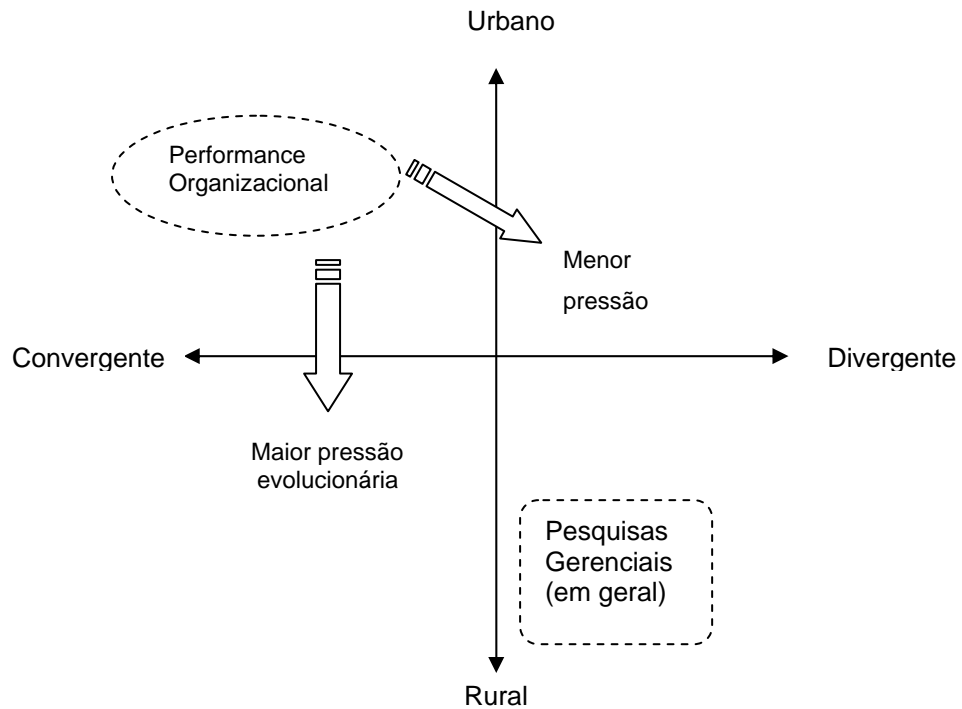 Urbano
Performance
Organizacional
Menor
pressão
Convergente
Divergente
Maior pressão
evolucionária
Pesquisas
Gerenciais
(em geral)
Rural